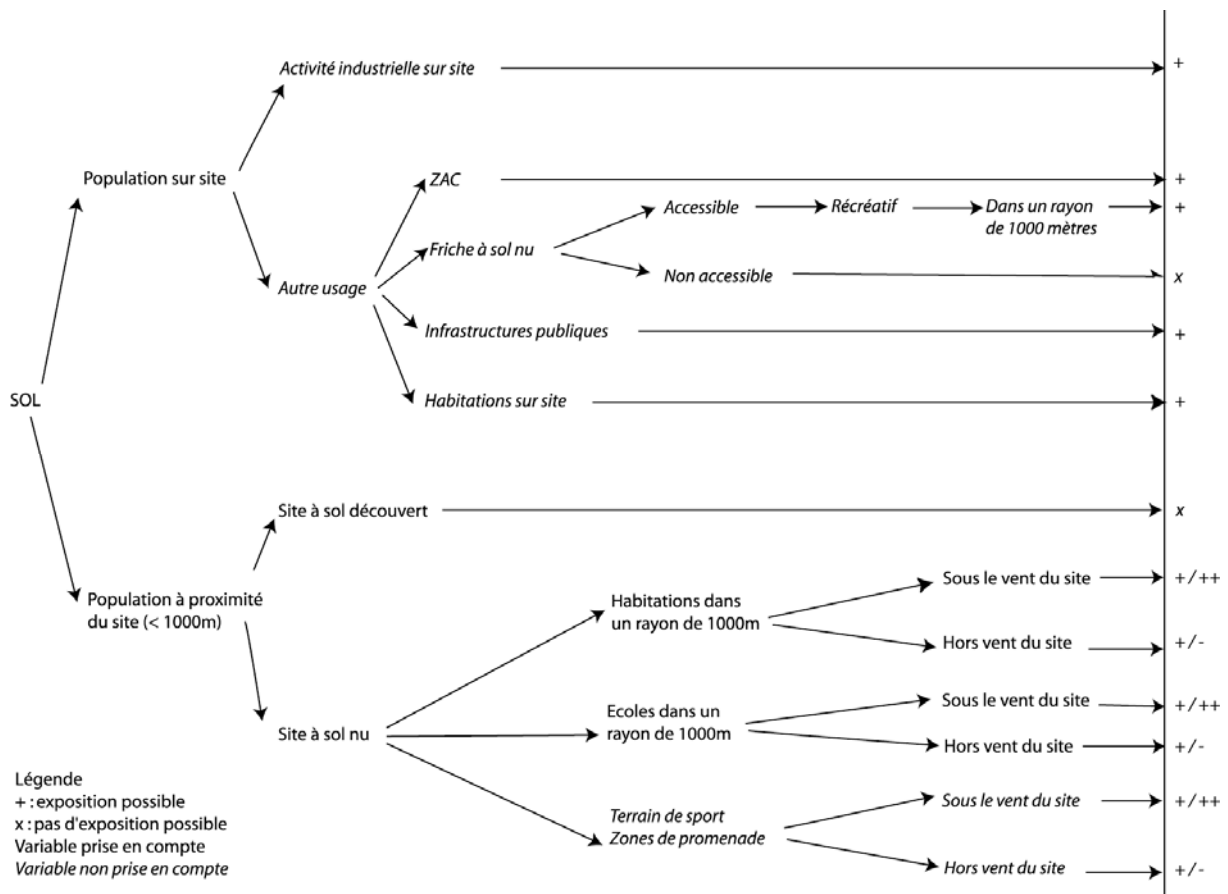 Activité industrielle sur site
+
Population sur site
ZAC
+
Accessible
Récréatif
Dans un rayon
de 1000 mètres
+
Friche à sol nu
Non accessible
x
Autre usage
Infrastructures publiques
+
Habitations sur site
+
SOL
Site à sol découvert
x
Population à proximité
du site (< 1000m)
Habitations dans
un rayon de 1000m
Sous le vent du site
+/++
Hors vent du site
+/-
Site à sol nu
Ecoles dans un
rayon de 1000m
Sous le vent du site
+/++
Hors vent du site
+/-
Terrain de sport
Zones de promenade
Sous le vent du site
+/++
Hors vent du site
+/-
Légende
+ : exposition possible
x : pas d'exposition possible
Variable prise en compte
Variable non prise en compte